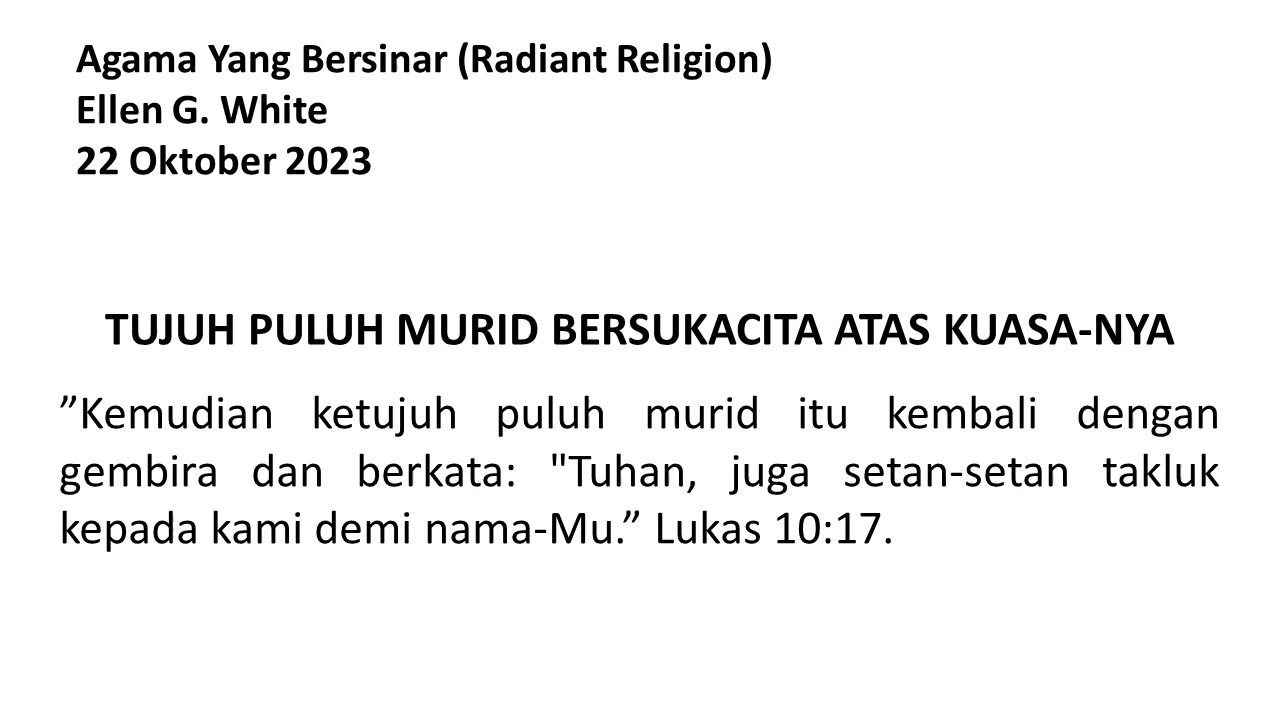 Agama Yang Bersinar (Radiant Religion)
Ellen G. White
22 Oktober 2023
TUJUH PULUH MURID BERSUKACITA ATAS KUASA-NYA
”Kemudian ketujuh puluh murid itu kembali dengan
gembira dan berkata: "Tuhan, juga setan-setan takluk
kepada kami demi nama-Mu.” Lukas 10:17.